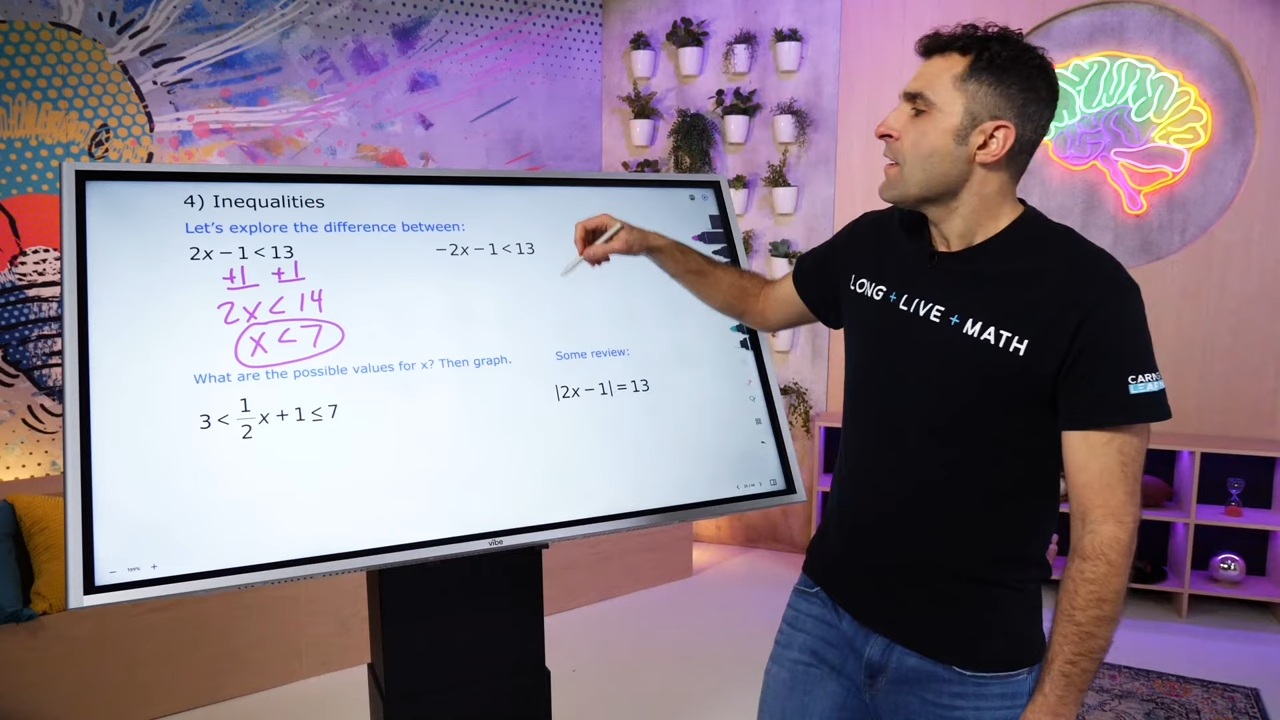 4) Inequalities
Let's explore the difference between:
2x − 1 < 13
−2x − 1 < 13
+1 +1
2x < 14
x < 7
What are the possible values for x? Then graph.
Some review:
3 < 1/2 x + 1 ≤ 7
|2x − 1| = 13
vibe
LONG + LIVE + MATH